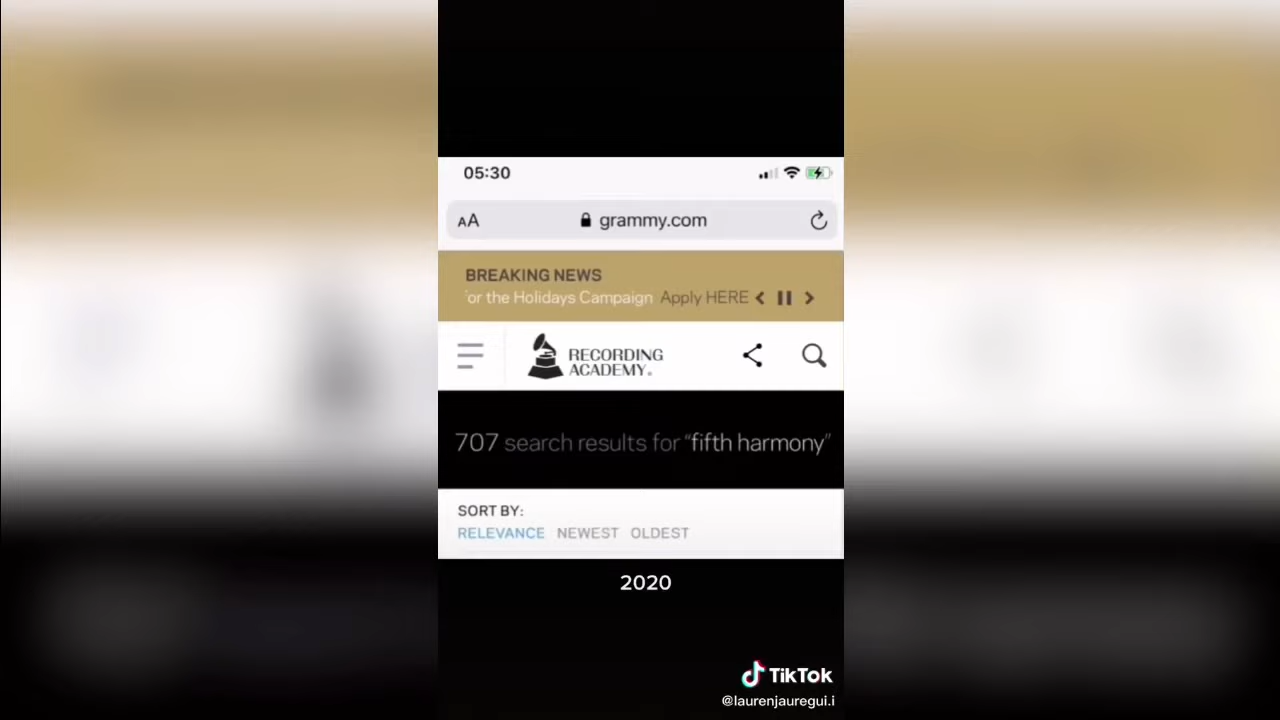 05:30
AA grammy.com
BREAKING NEWS
or the Holidays Campaign Apply HERE
RECORDING
ACADEMY®
707 search results for “fifth harmony”
SORT BY:
RELEVANCE NEWEST OLDEST
2020
TikTok
@laurenjauregui.i